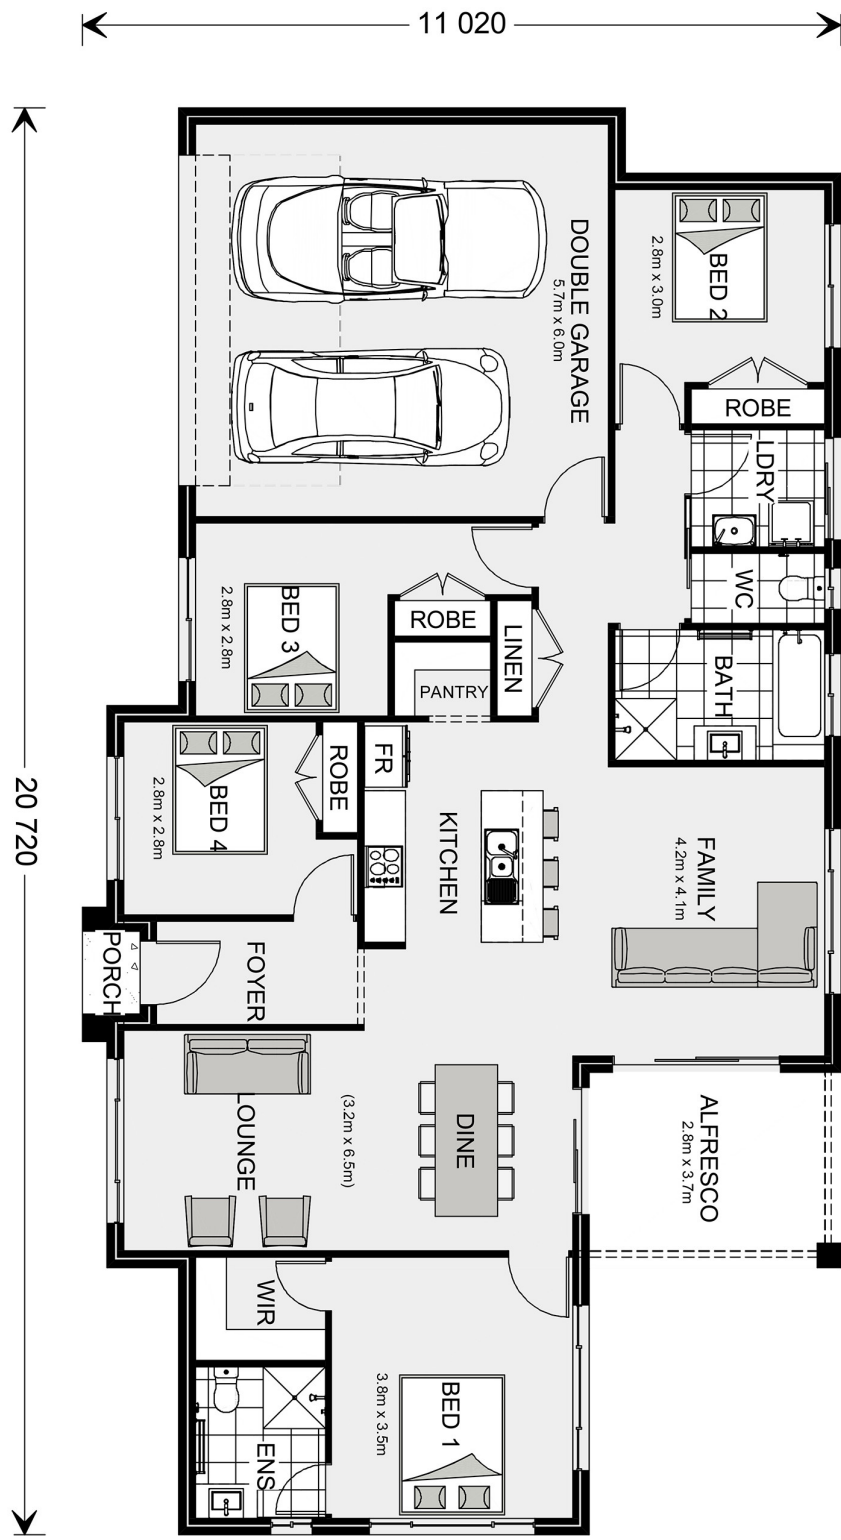 11 020
20 720
DOUBLE GARAGE
5.7m x 6.0m
BED 2
2.8m x 3.0m
ROBE
LDRY
WC
BATH
BED 3
2.8m x 2.8m
ROBE
LINEN
PANTRY
BED 4
2.8m x 2.8m
ROBE
FR
KITCHEN
FAMILY
4.2m x 4.1m
PORCH
FOYER
LOUNGE
(3.2m x 6.5m)
DINE
ALFRESCO
2.8m x 3.7m
WIR
BED 1
3.8m x 3.5m
ENS